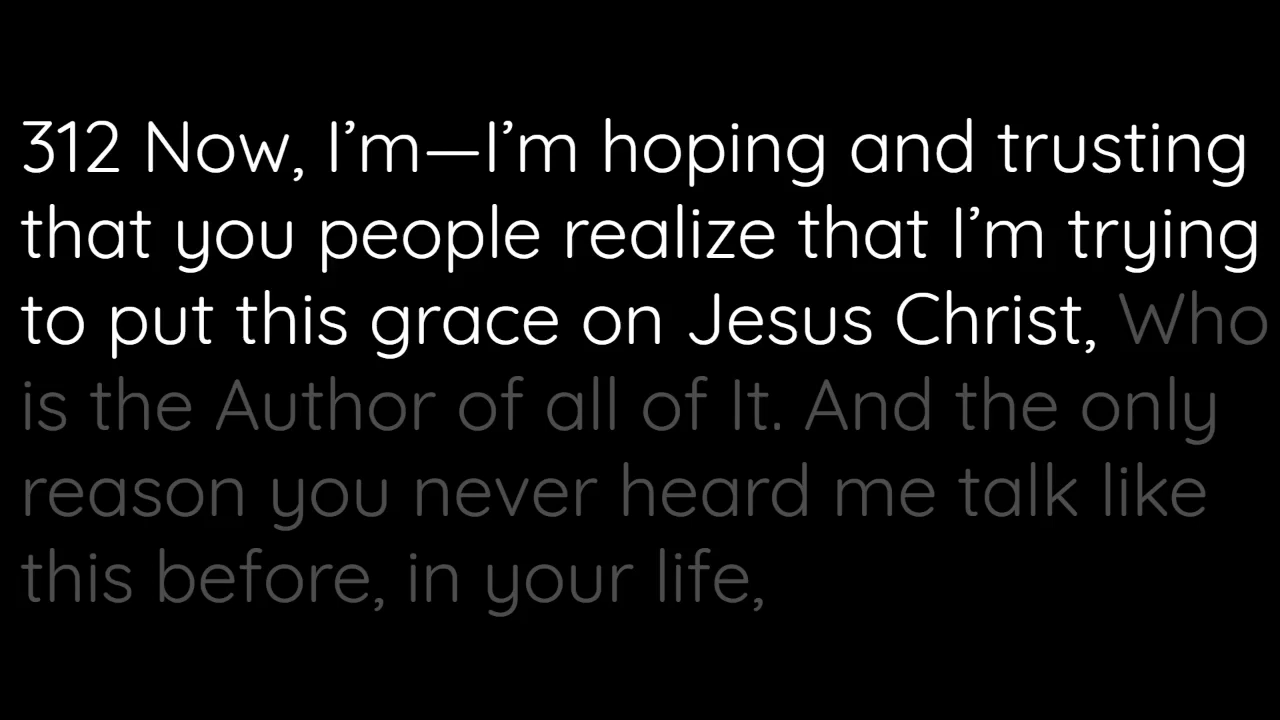 312 Now, I’m—I’m hoping and trusting
that you people realize that I’m trying
to put this grace on Jesus Christ, Who
is the Author of all of It. And the only
reason you never heard me talk like
this before, in your life,